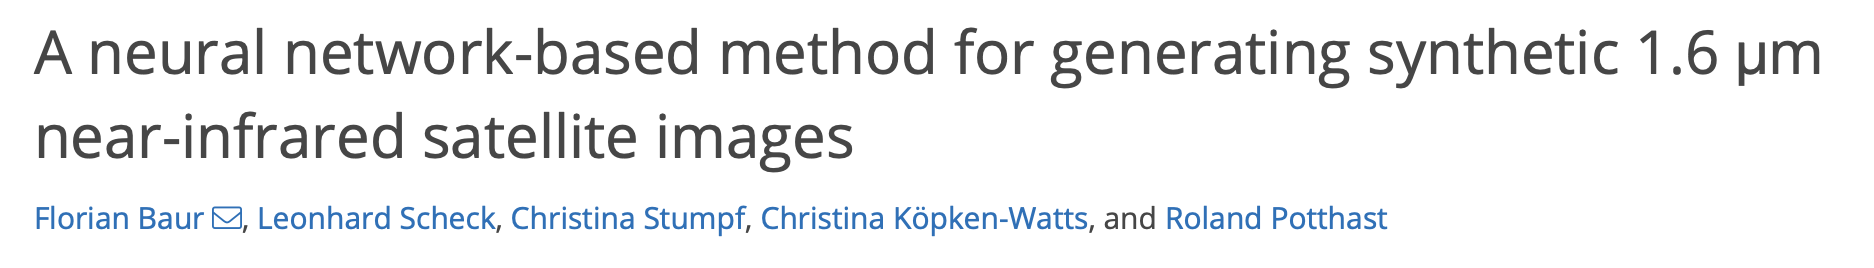 A neural network-based method for generating synthetic 1.6 µm
near-infrared satellite images
Florian Baur, Leonhard Scheck, Christina Stumpf, Christina Köpken-Watts, and Roland Potthast